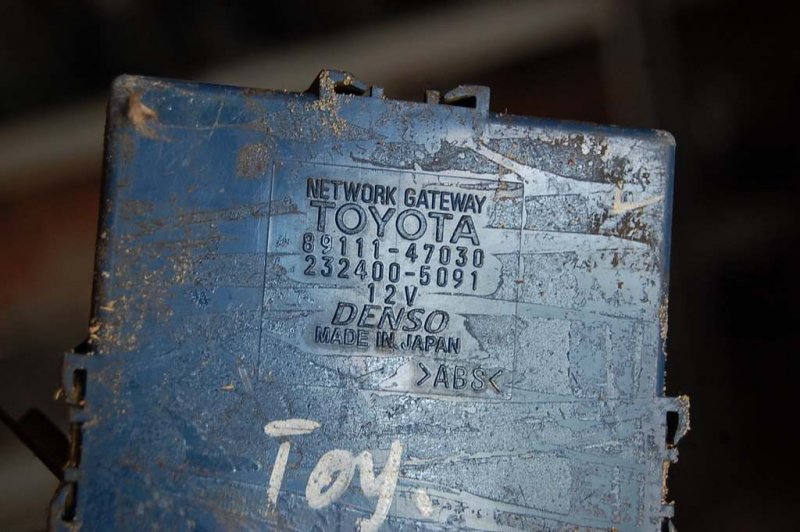 NETWORK GATEWAY
TOYOTA
89111-47030
232400-5091
12V
DENSO
MADE IN JAPAN
>ABS<
Toy.